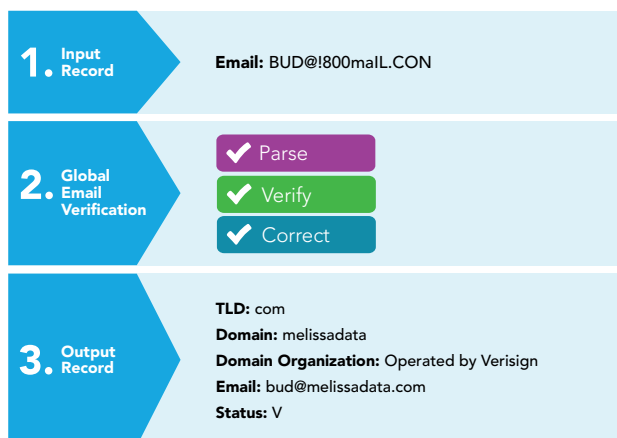 1. Input
Record
Email: BUD@!800maIL.CON
2. Global
Email
Verification
Parse
Verify
Correct
3. Output
Record
TLD: com
Domain: melissadata
Domain Organization: Operated by Verisign
Email: bud@melissadata.com
Status: V